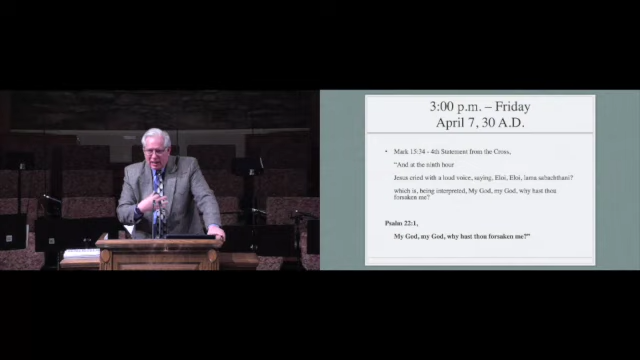 3:00 p.m. – Friday
April 7, 30 A.D.
• Mark 15:34 - 4th Statement from the Cross,
“And at the ninth hour
Jesus cried with a loud voice, saying, Eloi, Eloi, lama sabachthani?
which is, being interpreted, My God, my God, why hast thou
forsaken me?
Psalm 22:1,
My God, my God, why hast thou forsaken me?”